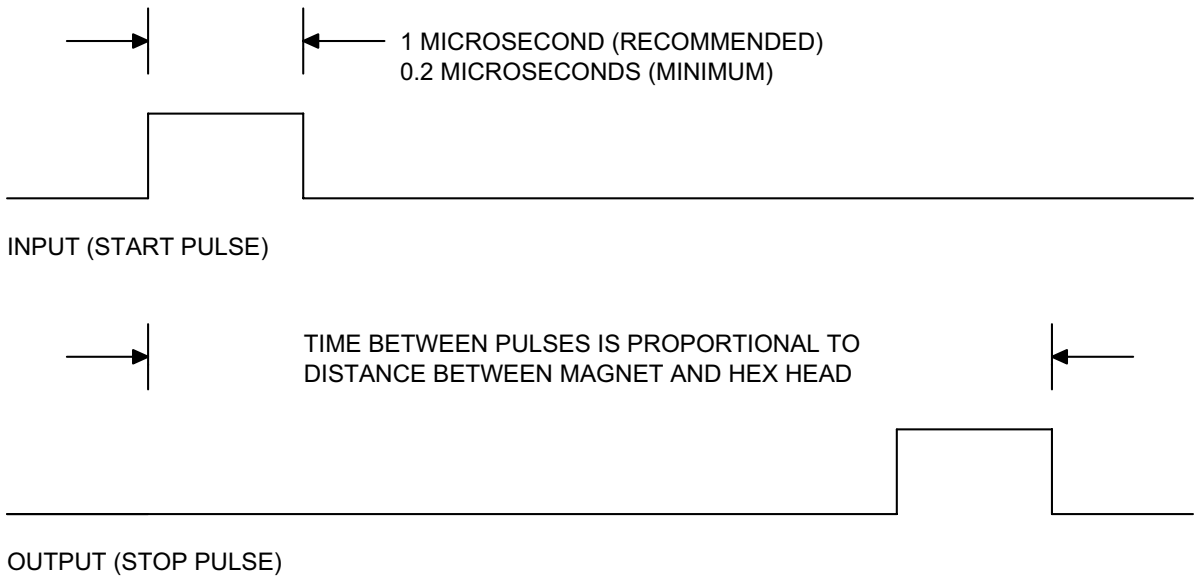 1 MICROSECOND (RECOMMENDED)
0.2 MICROSECONDS (MINIMUM)
INPUT (START PULSE)
TIME BETWEEN PULSES IS PROPORTIONAL TO
DISTANCE BETWEEN MAGNET AND HEX HEAD
OUTPUT (STOP PULSE)